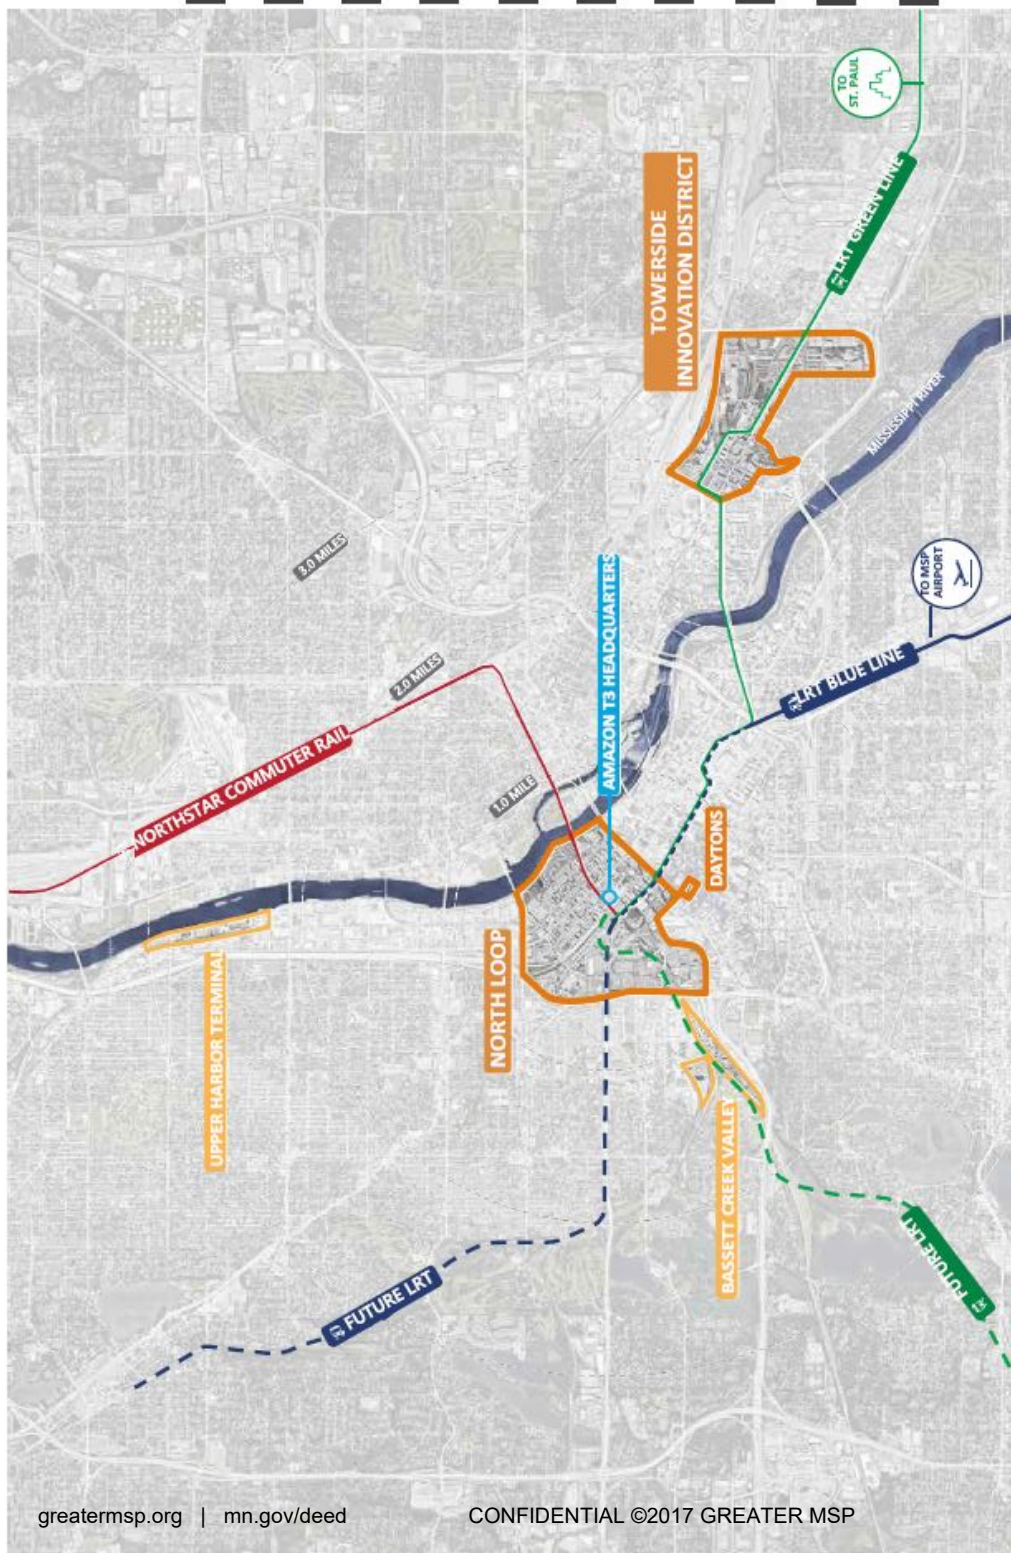 TO
ST. PAUL
LRT GREEN LINE
TOWERSIDE
INNOVATION DISTRICT
MISSISSIPPI RIVER
3.0 MILES
TO MSP
AIRPORT
AMAZON T3 HEADQUARTERS
2.0 MILES
LRT BLUE LINE
NORTHSTAR COMMUTER RAIL
1.0 MILE
DAYTONS
NORTH LOOP
UPPER HARBOR TERMINAL
BASSETT CREEK VALLEY
FUTURE LRT
FUTURE LRT
greatermsp.org | mn.gov/deed
CONFIDENTIAL ©2017 GREATER MSP